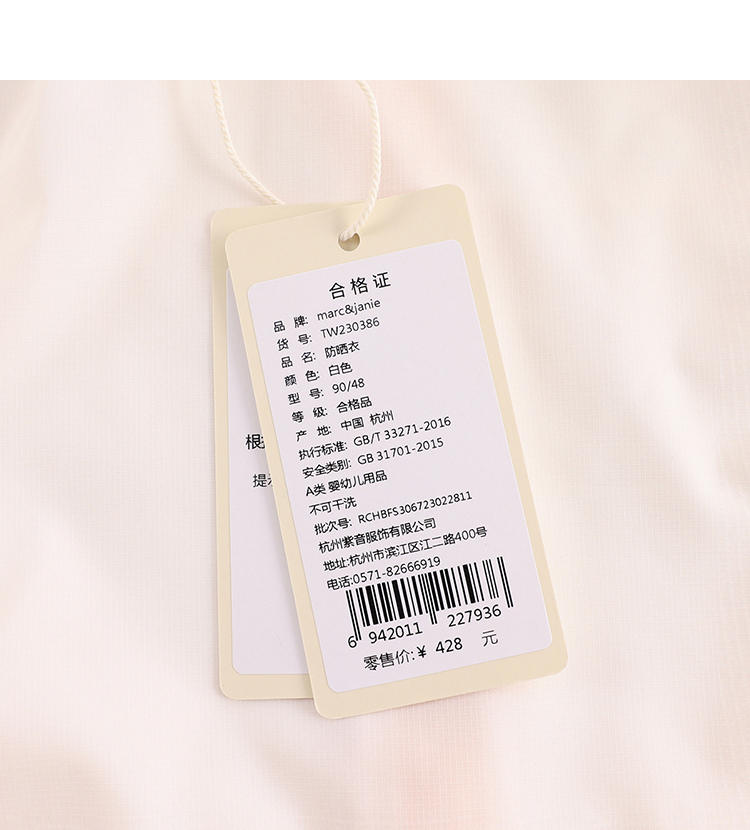 合格证
品 牌: marc&janie
货 号: TW230386
品 名: 防晒衣
颜 色: 白色
型 号: 90/48
等 级: 合格品
产 地: 中国 杭州
执行标准: GB/T 33271-2016
安全类别: GB 31701-2015
A类 婴幼儿用品
不可干洗
批次号: RCHBFS306723022811
杭州紫音服饰有限公司
地址:杭州市滨江区江二路400号
电话:0571-82666919
6 942011 227936
零售价:¥ 428 元
根
提